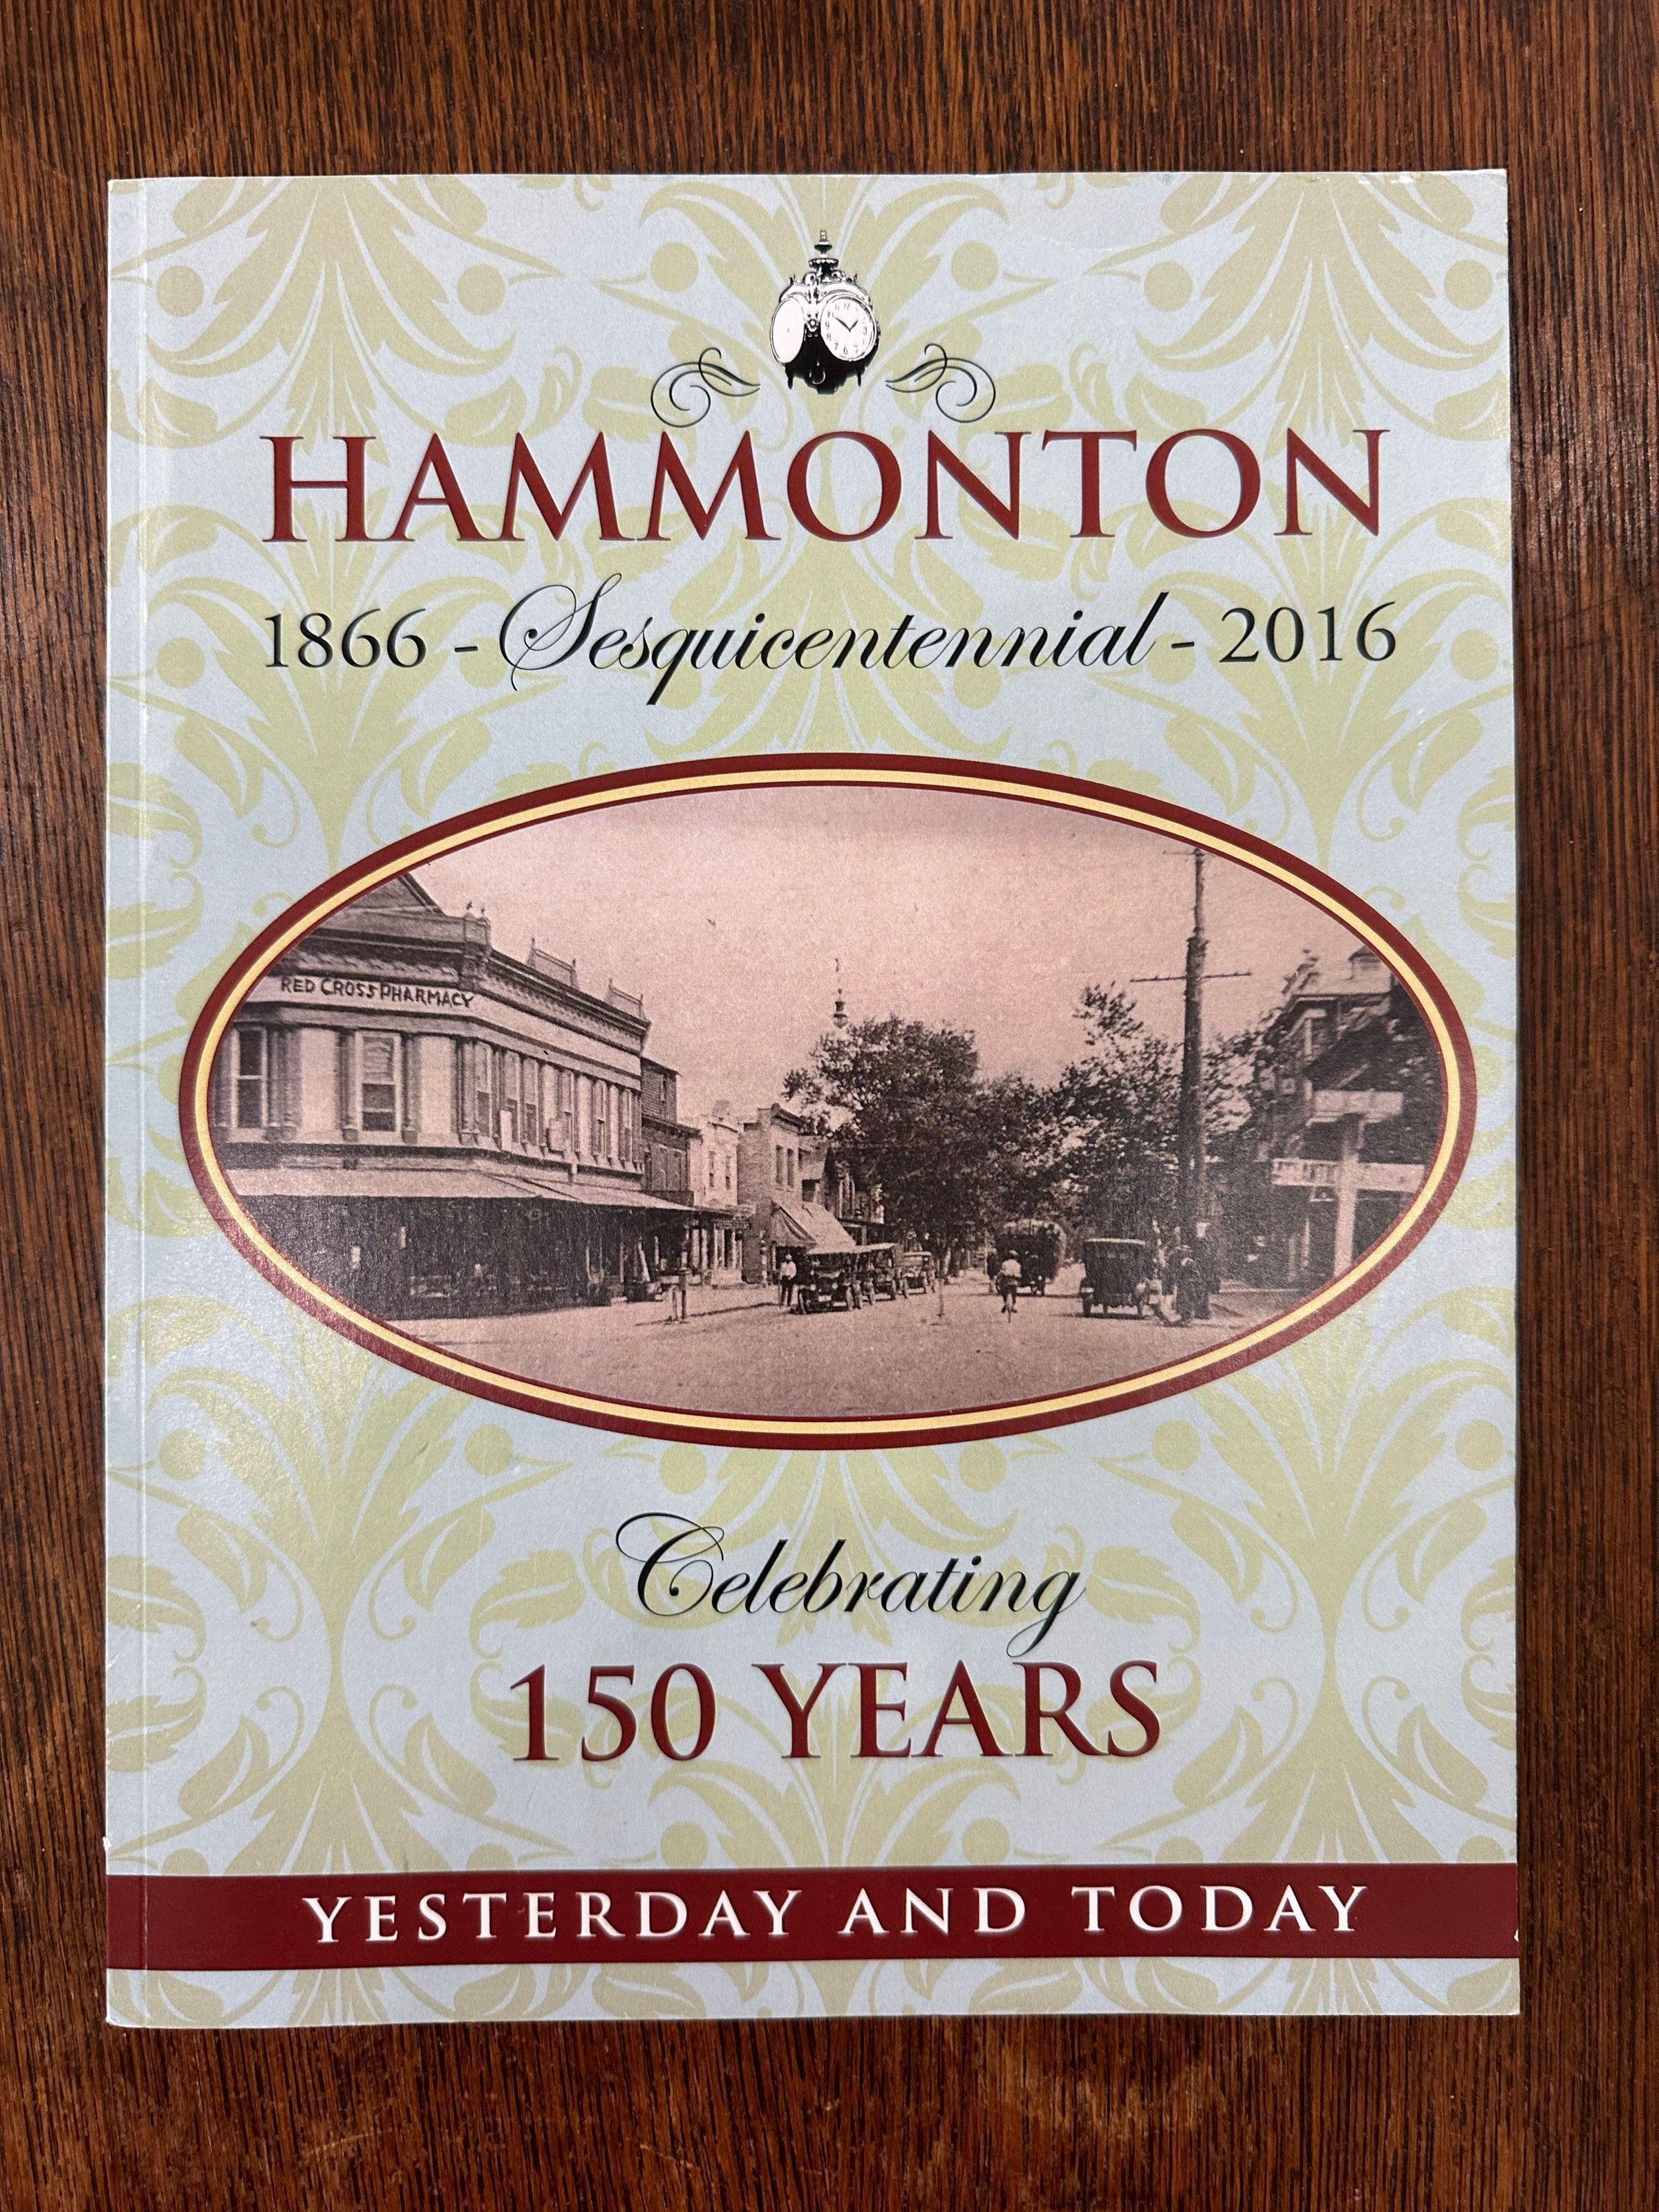 HAMMONTON
1866 - Sesquicentennial - 2016
RED CROSS PHARMACY
Celebrating
150 YEARS
YESTERDAY AND TODAY